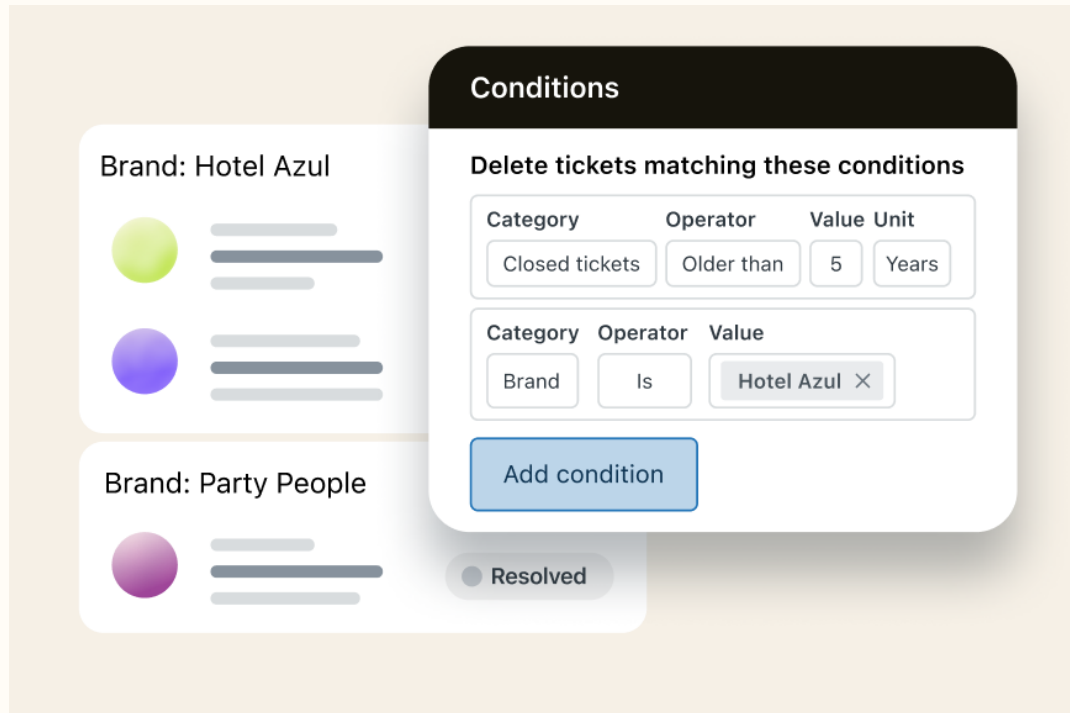 Conditions
Brand: Hotel Azul
Delete tickets matching these conditions
Category Operator Value Unit
Closed tickets Older than 5 Years
Category Operator Value
Brand Is Hotel Azul
Add condition
Brand: Party People
Resolved